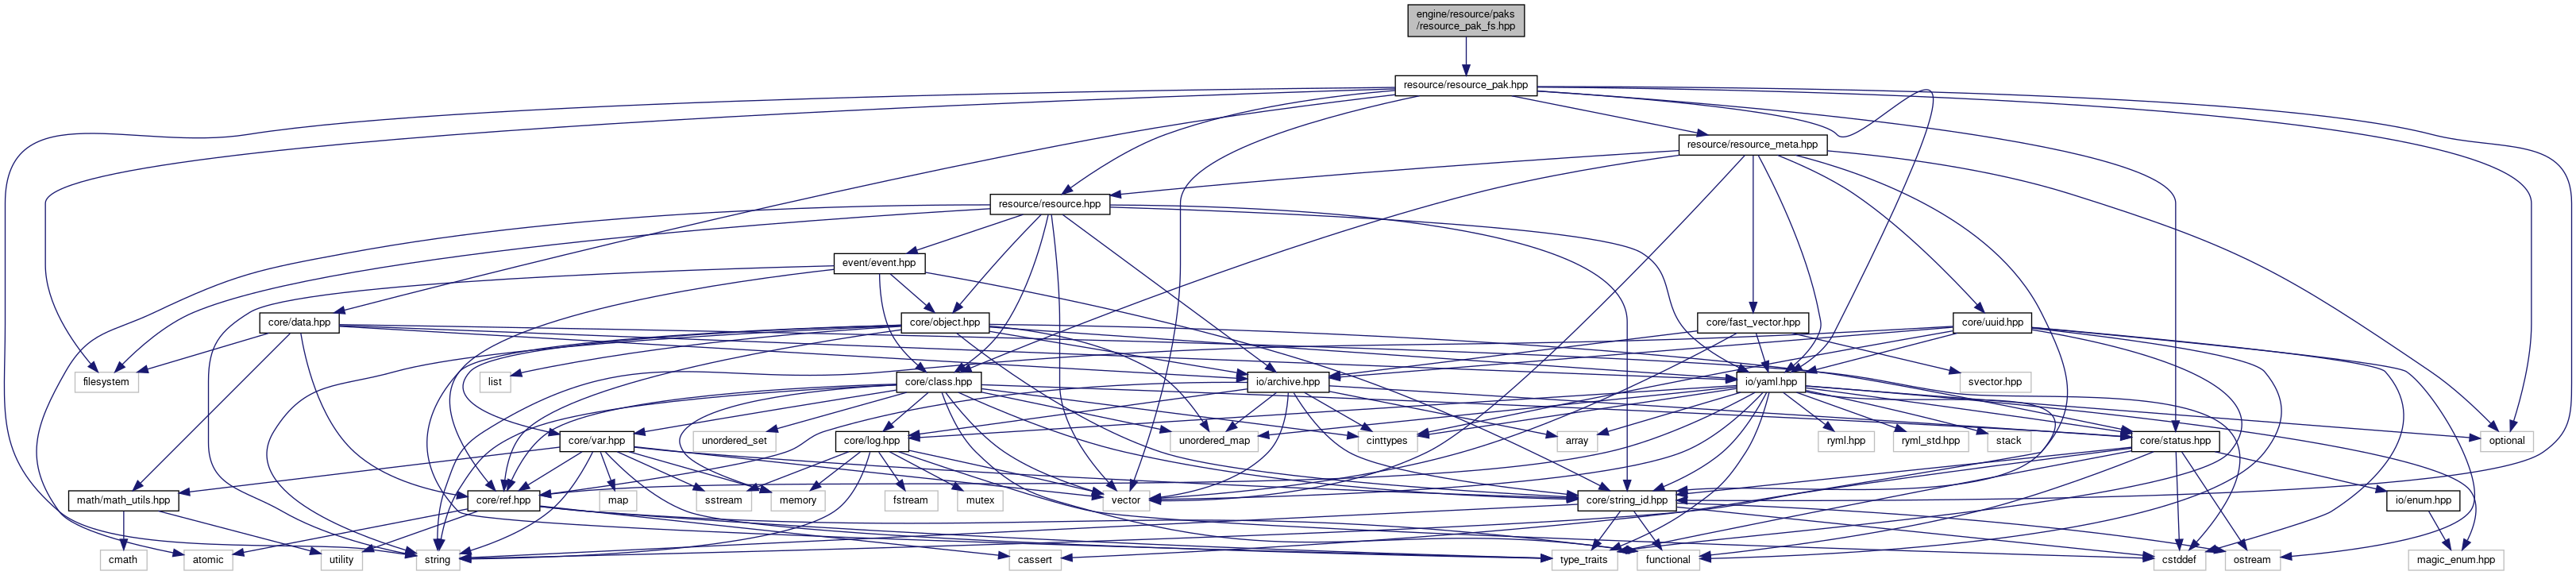 engine/resource/paks
/resource_pak_fs.hpp
resource/resource_pak.hpp
resource/resource_meta.hpp
resource/resource.hpp
event/event.hpp
core/data.hpp
core/object.hpp
core/fast_vector.hpp
core/uuid.hpp
filesystem
list
core/class.hpp
io/archive.hpp
io/yaml.hpp
svector.hpp
core/var.hpp
unordered_set
core/log.hpp
unordered_map
cinttypes
array
ryml.hpp
ryml_std.hpp
stack
core/status.hpp
optional
math/math_utils.hpp
core/ref.hpp
map
sstream
memory
fstream
mutex
vector
core/string_id.hpp
io/enum.hpp
cmath
atomic
utility
string
cassert
type_traits
functional
cstddef
ostream
magic_enum.hpp